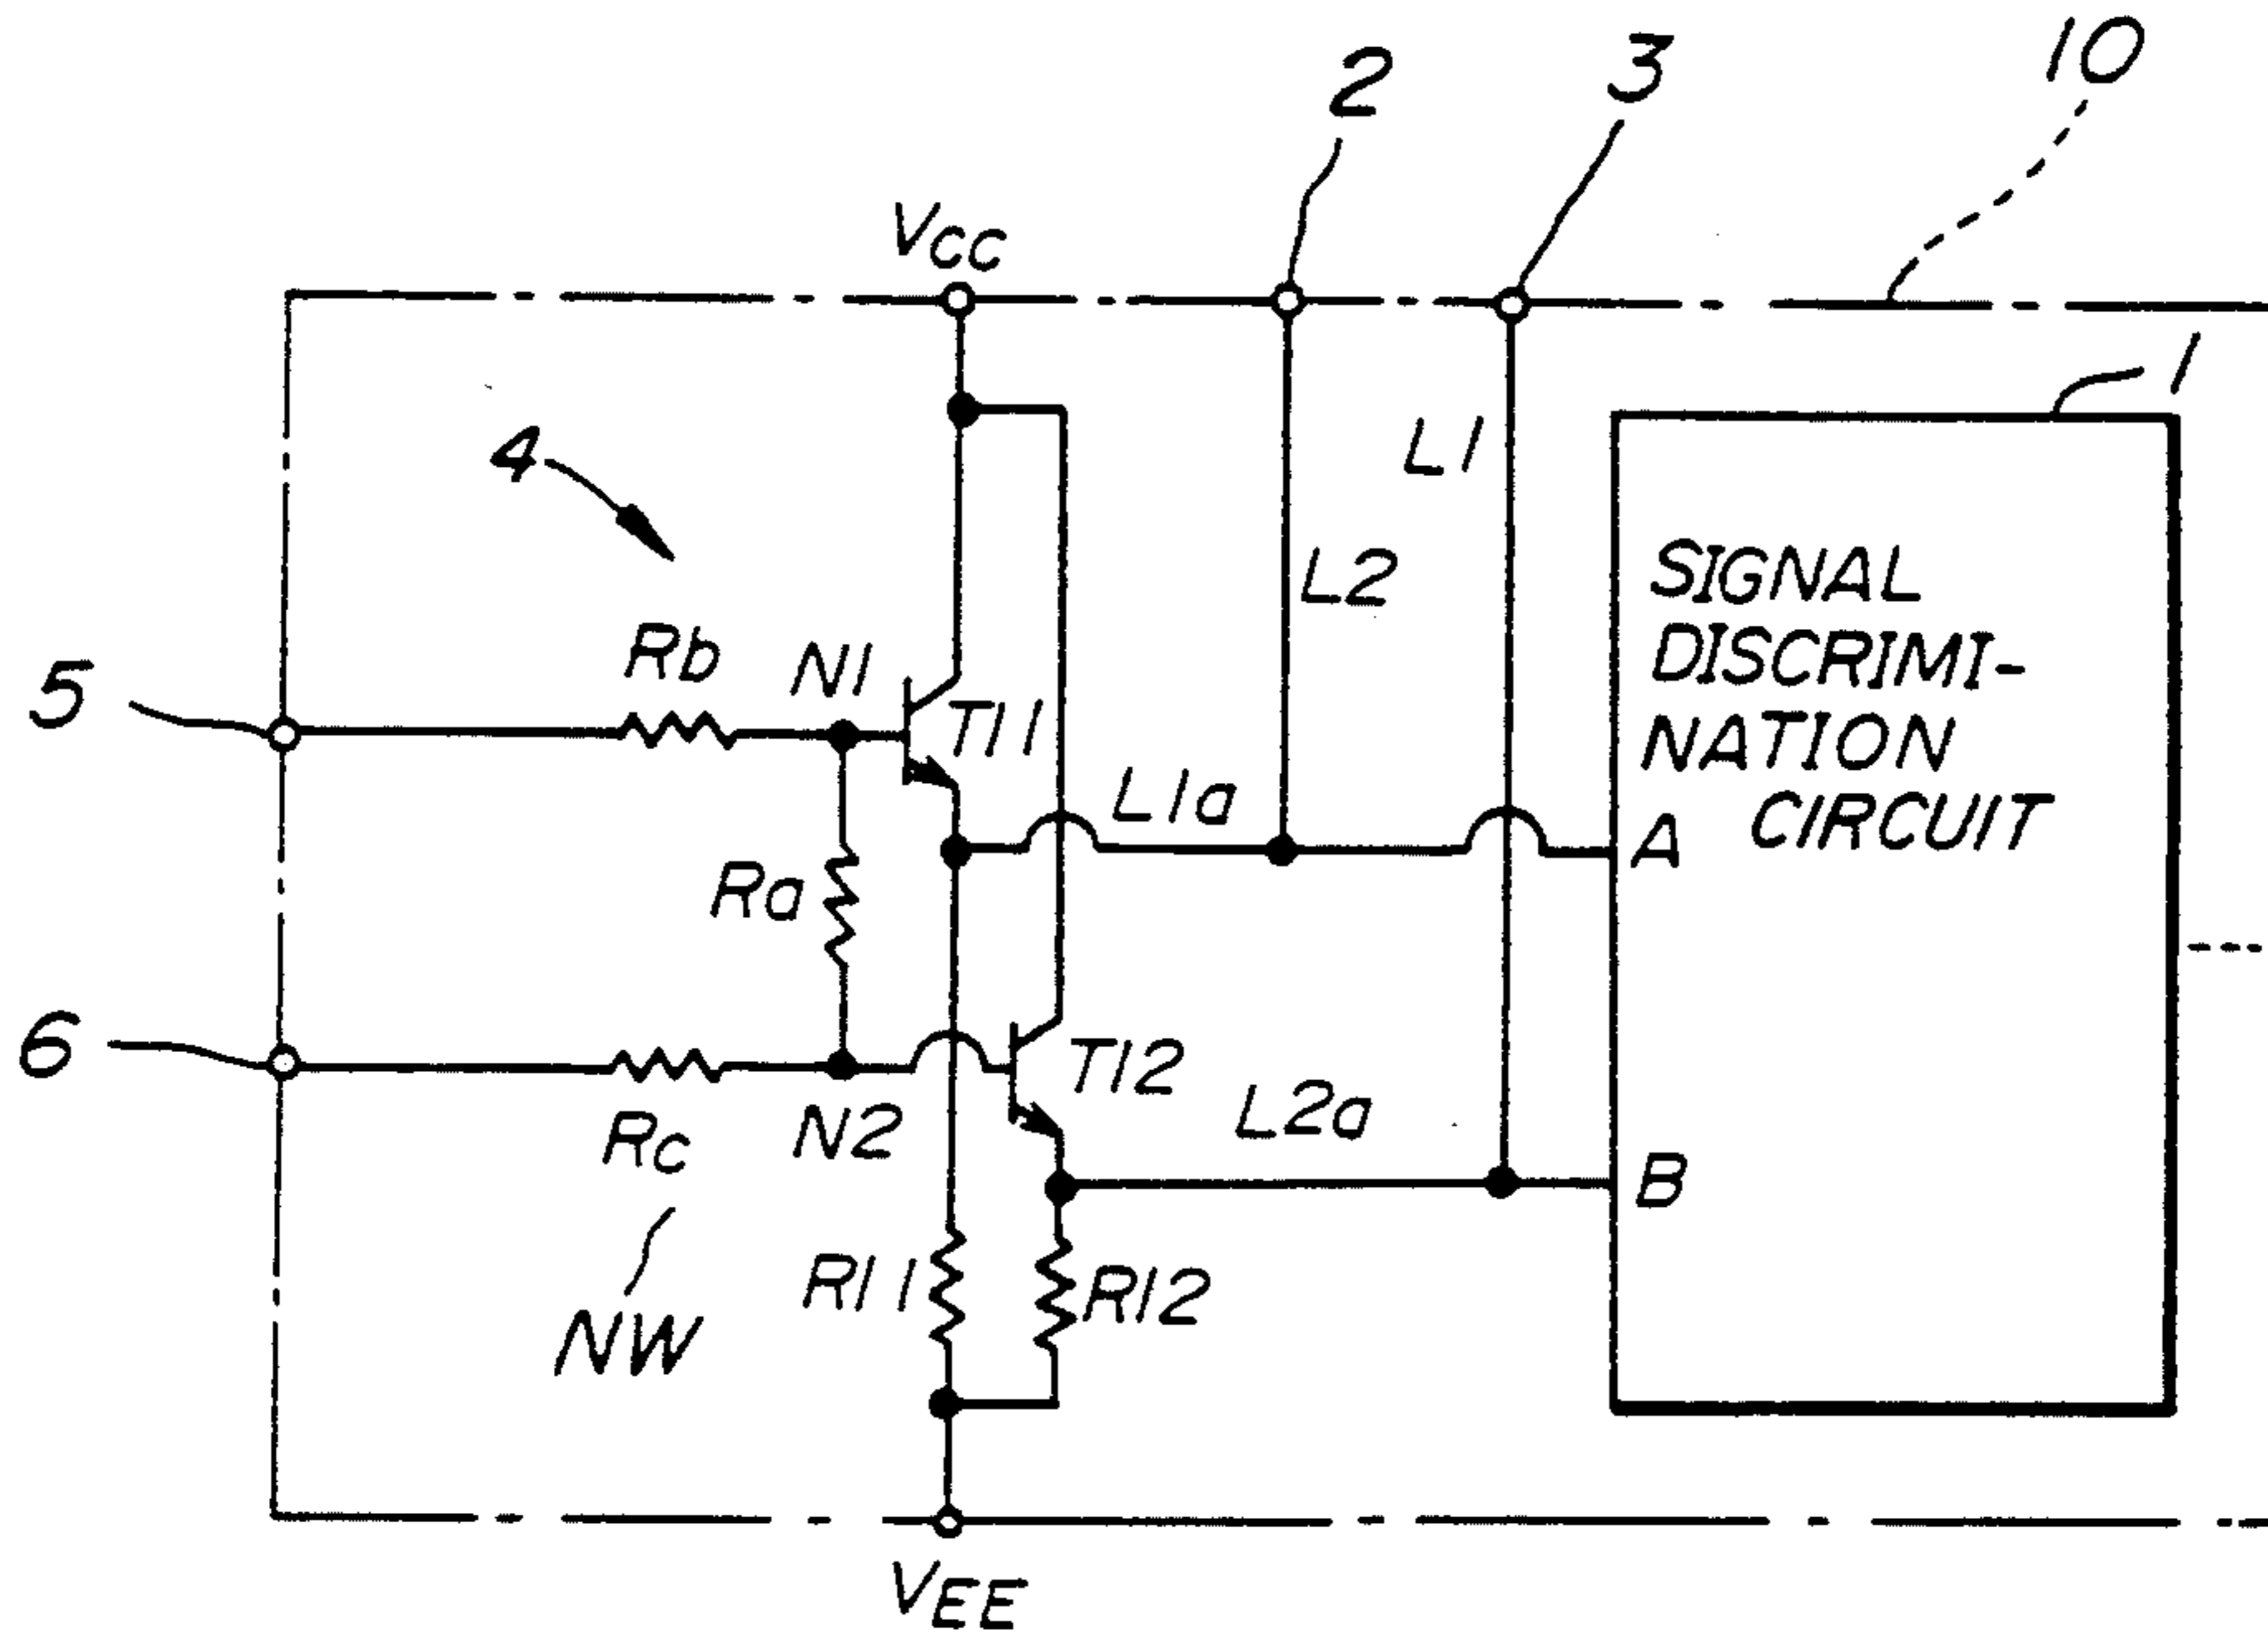 10
2
3
VCC
1
4
L1
L2
SIGNAL
DISCRIMI-
NATION
CIRCUIT
Rb
N1
5
T11
L1a
A
Ra
6
T12
L2a
Rc
N2
B
R11
R12
NW
VEE